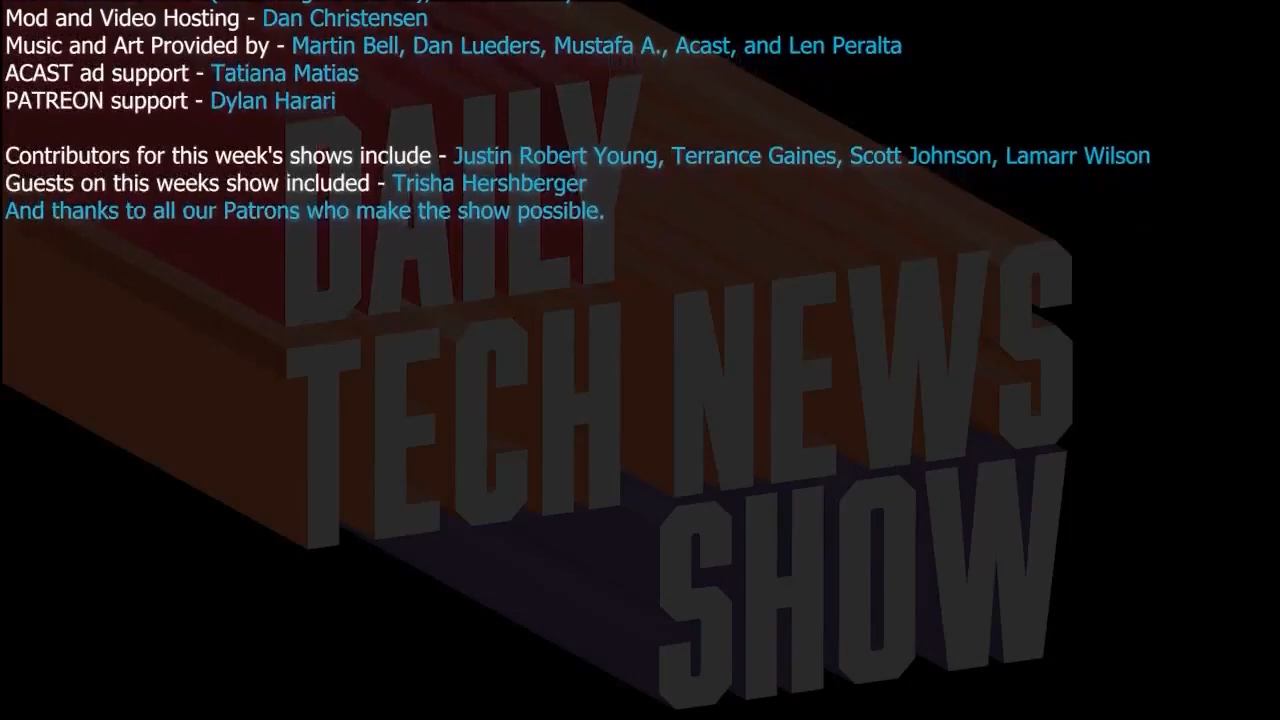 Mod and Video Hosting - Dan Christensen
Music and Art Provided by - Martin Bell, Dan Lueders, Mustafa A., Acast, and Len Peralta
ACAST ad support - Tatiana Matias
PATREON support - Dylan Harari
Contributors for this week's shows include - Justin Robert Young, Terrance Gaines, Scott Johnson, Lamarr Wilson
Guests on this weeks show included - Trisha Hershberger
And thanks to all our Patrons who make the show possible.
DAILY
TECH NEWS
SHOW